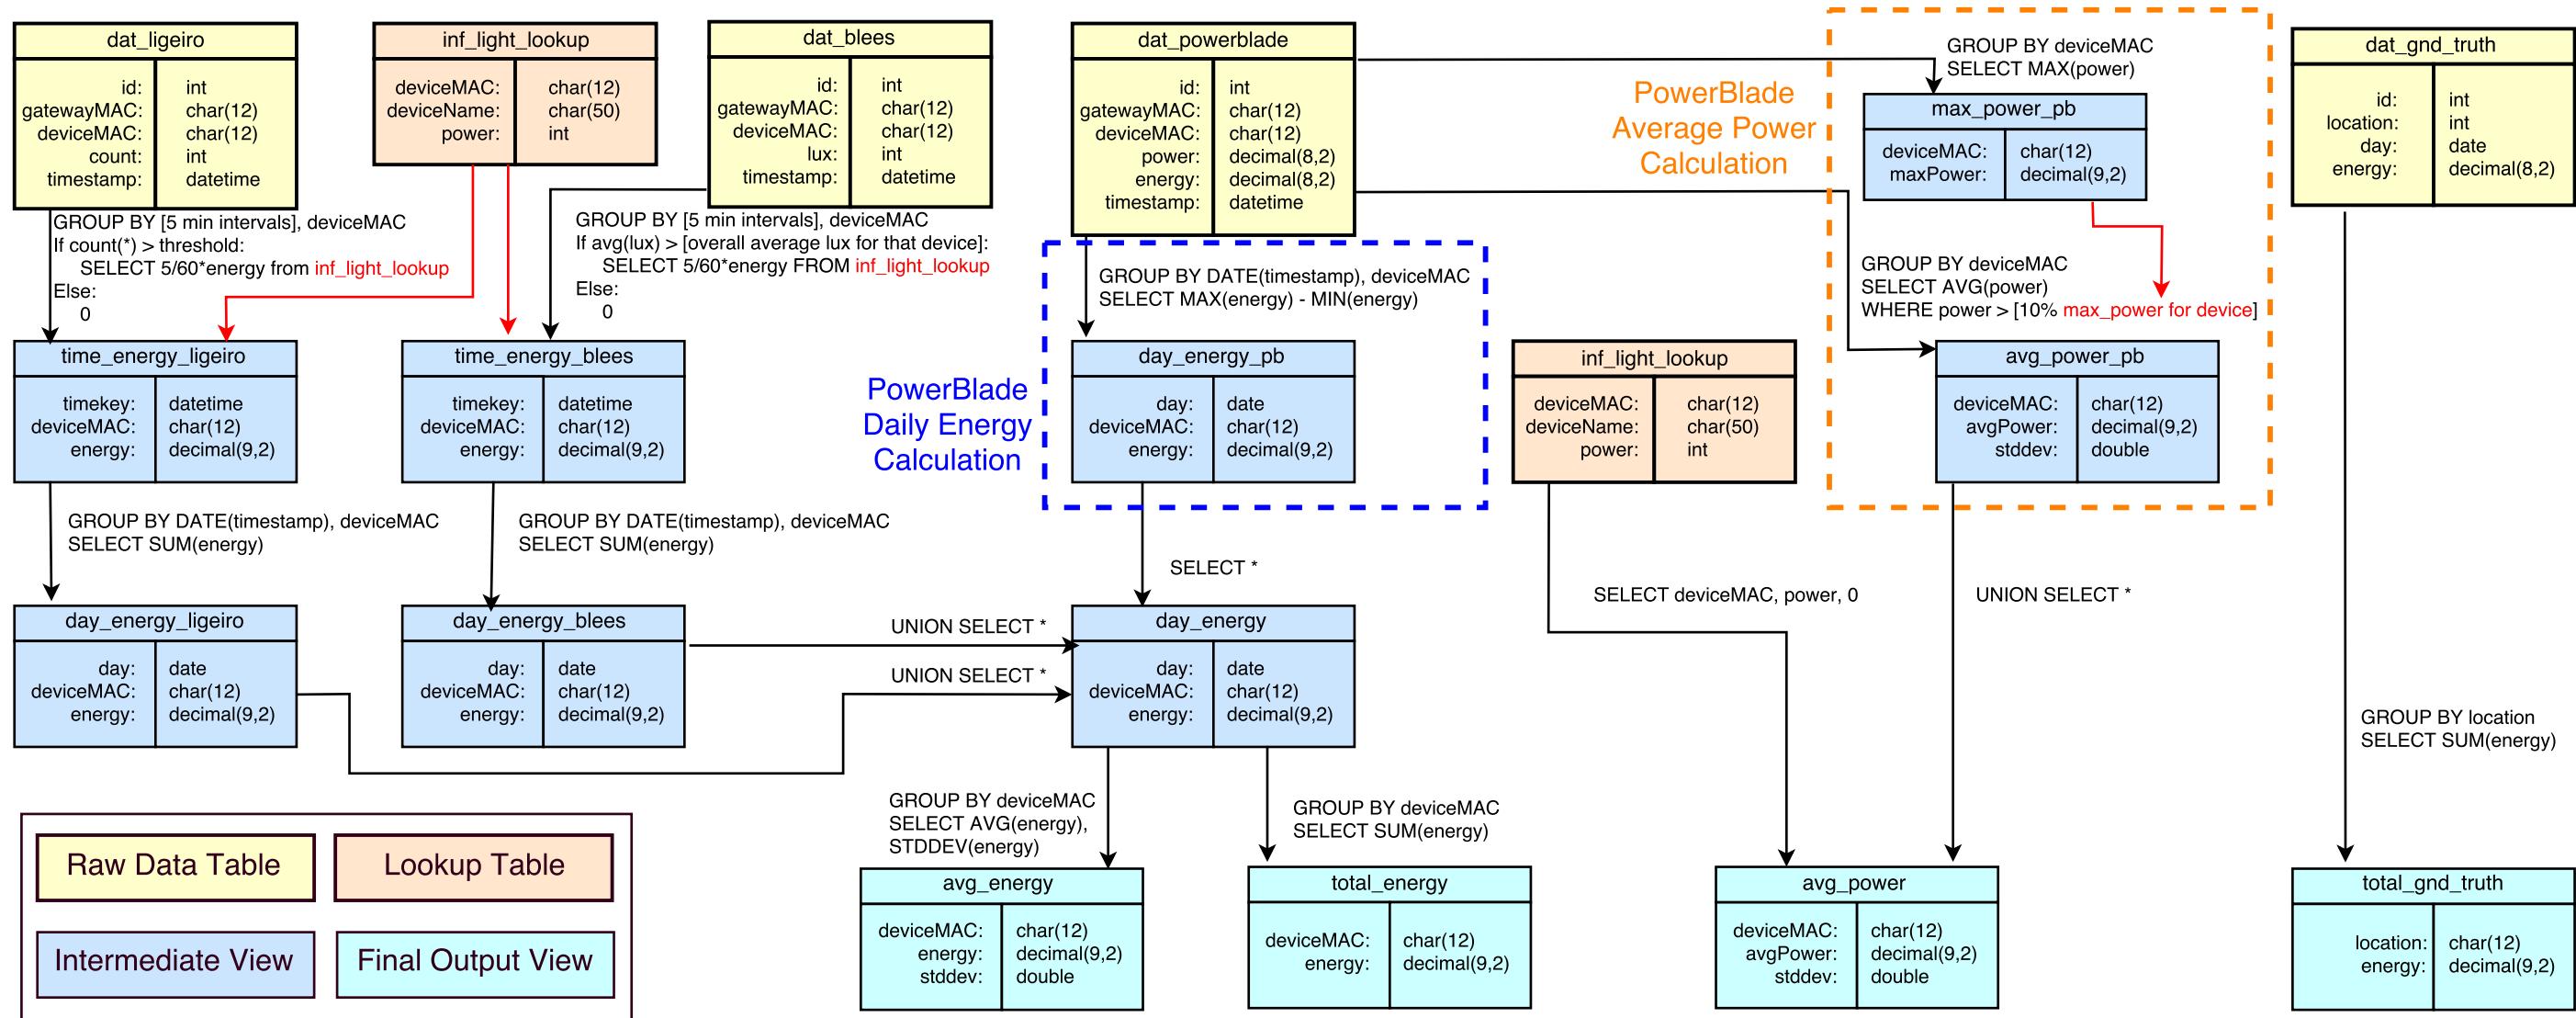 dat_ligeiro
id: int
gatewayMAC: char(12)
deviceMAC: char(12)
count: int
timestamp: datetime
inf_light_lookup
deviceMAC: char(12)
deviceName: char(50)
power: int
dat_blees
id: int
gatewayMAC: char(12)
deviceMAC: char(12)
lux: int
timestamp: datetime
dat_powerblade
id: int
gatewayMAC: char(12)
deviceMAC: char(12)
power: decimal(8,2)
energy: decimal(8,2)
timestamp: datetime
PowerBlade
Average Power
Calculation
GROUP BY deviceMAC
SELECT MAX(power)
max_power_pb
deviceMAC: char(12)
maxPower: decimal(9,2)
dat_gnd_truth
id: int
location: int
day: date
energy: decimal(8,2)
GROUP BY [5 min intervals], deviceMAC
If count(*) > threshold:
SELECT 5/60*energy from inf_light_lookup
Else:
0
GROUP BY [5 min intervals], deviceMAC
If avg(lux) > [overall average lux for that device]:
SELECT 5/60*energy FROM inf_light_lookup
Else:
0
GROUP BY DATE(timestamp), deviceMAC
SELECT MAX(energy) - MIN(energy)
GROUP BY deviceMAC
SELECT AVG(power)
WHERE power > [10% max_power for device]
time_energy_ligeiro
timekey: datetime
deviceMAC: char(12)
energy: decimal(9,2)
time_energy_blees
timekey: datetime
deviceMAC: char(12)
energy: decimal(9,2)
PowerBlade
Daily Energy
Calculation
day_energy_pb
day: date
deviceMAC: char(12)
energy: decimal(9,2)
inf_light_lookup
deviceMAC: char(12)
deviceName: char(50)
power: int
avg_power_pb
deviceMAC: char(12)
avgPower: decimal(9,2)
stddev: double
GROUP BY DATE(timestamp), deviceMAC
SELECT SUM(energy)
GROUP BY DATE(timestamp), deviceMAC
SELECT SUM(energy)
SELECT *
SELECT deviceMAC, power, 0
UNION SELECT *
day_energy_ligeiro
day: date
deviceMAC: char(12)
energy: decimal(9,2)
day_energy_blees
day: date
deviceMAC: char(12)
energy: decimal(9,2)
UNION SELECT *
UNION SELECT *
day_energy
day: date
deviceMAC: char(12)
energy: decimal(9,2)
GROUP BY location
SELECT SUM(energy)
GROUP BY deviceMAC
SELECT AVG(energy),
STDDEV(energy)
GROUP BY deviceMAC
SELECT SUM(energy)
Raw Data Table
Lookup Table
Intermediate View
Final Output View
avg_energy
deviceMAC: char(12)
energy: decimal(9,2)
stddev: double
total_energy
deviceMAC: char(12)
energy: decimal(9,2)
avg_power
deviceMAC: char(12)
avgPower: decimal(9,2)
stddev: double
total_gnd_truth
location: char(12)
energy: decimal(9,2)